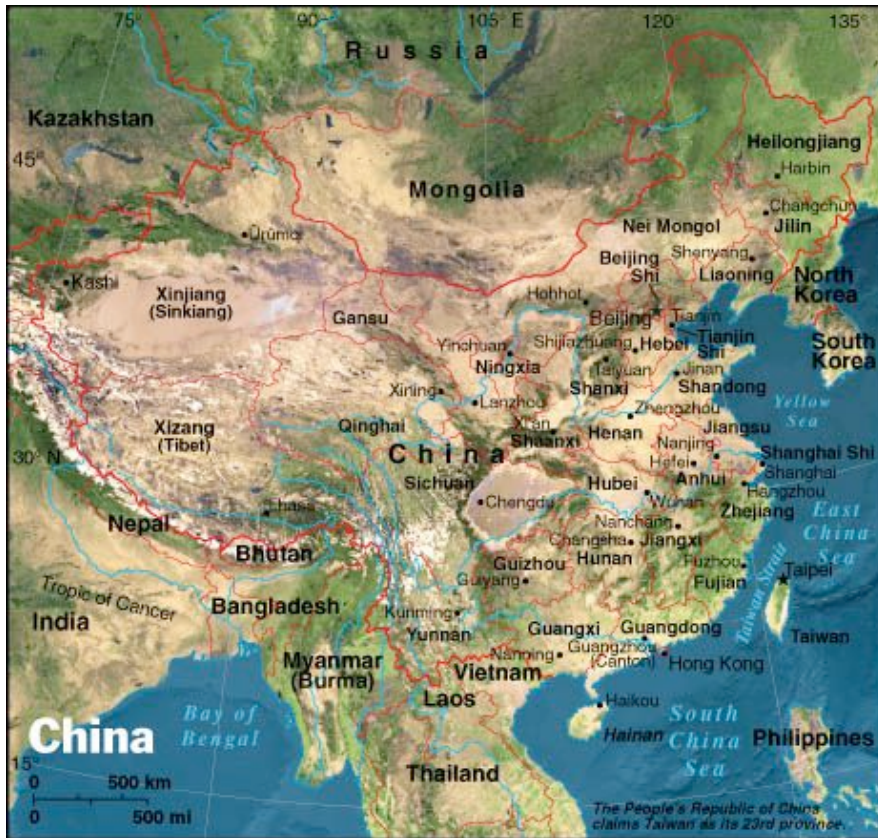 75°
90°
105° E
120°
135°
Russia
Kazakhstan
Heilongjiang
45°
Harbin
Mongolia
Changchun
Nei Mongol
Jilin
Ürümqi
Shenyang
Beijing
Shi
Liaoning
Kashi
North
Korea
Xinjiang
(Sinkiang)
Hohhot
Gansu
Beijing
Tianjin
Tianjin
Shi
Yinchuan
Shijiazhuang
Hebei
South
Korea
Ningxia
Taiyuan
Jinan
Xining
Shanxi
Shandong
Lanzhou
Yellow
Sea
Zhengzhou
Xizang
(Tibet)
Qinghai
Xi'an
Shaanxi
Henan
Jiangsu
30° N
China
Nanjing
Shanghai Shi
Hefei
Shanghai
Sichuan
Hubei
Anhui
Hangzhou
Chengdu
Wuhan
Zhejiang
Lhasa
East
China
Sea
Nepal
Nanchang
Bhutan
Changsha
Jiangxi
Hunan
Guizhou
Fuzhou
Guiyang
Fujian
Taipei
Taiwan Strait
Tropic of Cancer
India
Bangladesh
Kunming
Yunnan
Guangxi
Guangdong
Taiwan
Guangzhou
(Canton)
Nanning
Hong Kong
Myanmar
(Burma)
Vietnam
Laos
Haikou
Bay of
Bengal
South
China
Sea
Hainan
China
Philippines
15°
Thailand
0 500 km
0 500 mi
The People's Republic of China
claims Taiwan as its 23rd province.